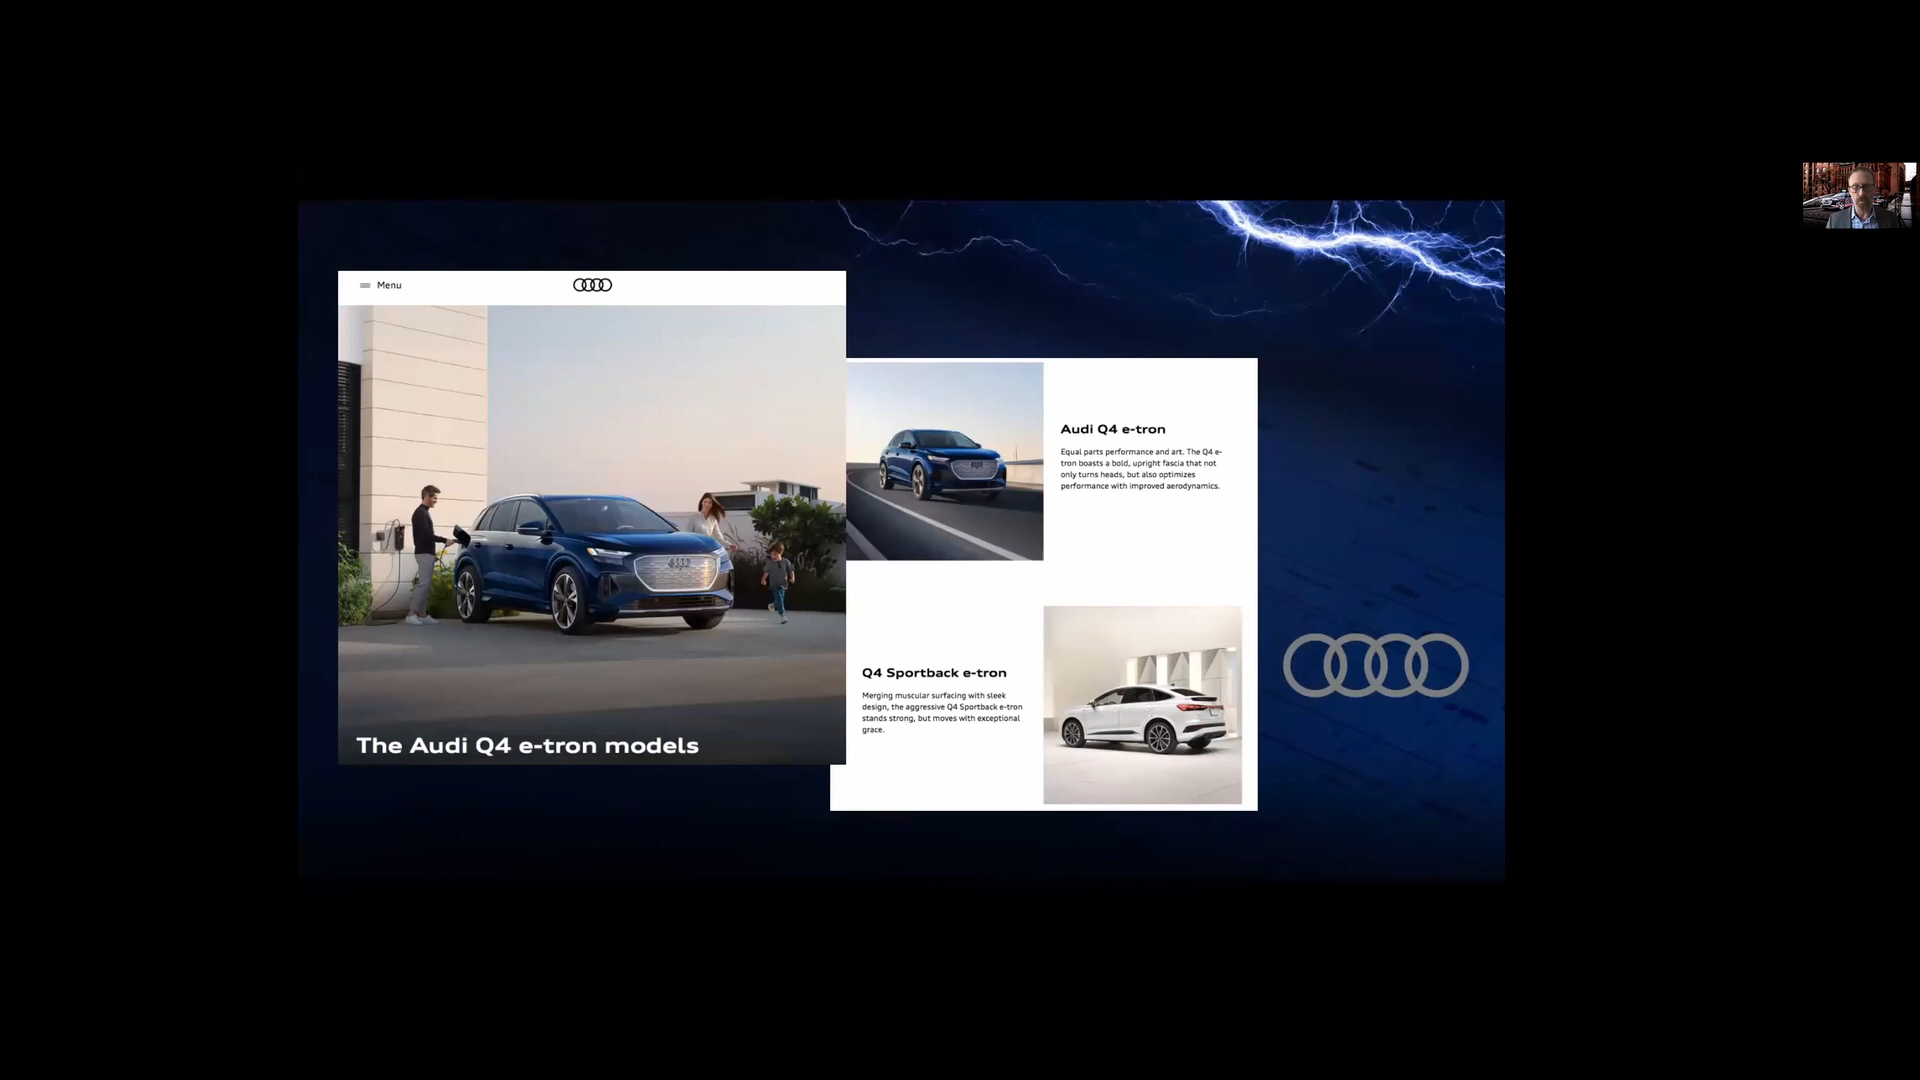 Menu
The Audi Q4 e-tron models
Audi Q4 e-tron
Equal parts performance and art. The Q4 e-
tron boasts a bold, upright fascia that not
only turns heads, but also optimizes
performance with improved aerodynamics.
Q4 Sportback e-tron
Merging muscular surfacing with sleek
design, the aggressive Q4 Sportback e-tron
stands strong, but moves with exceptional
grace.